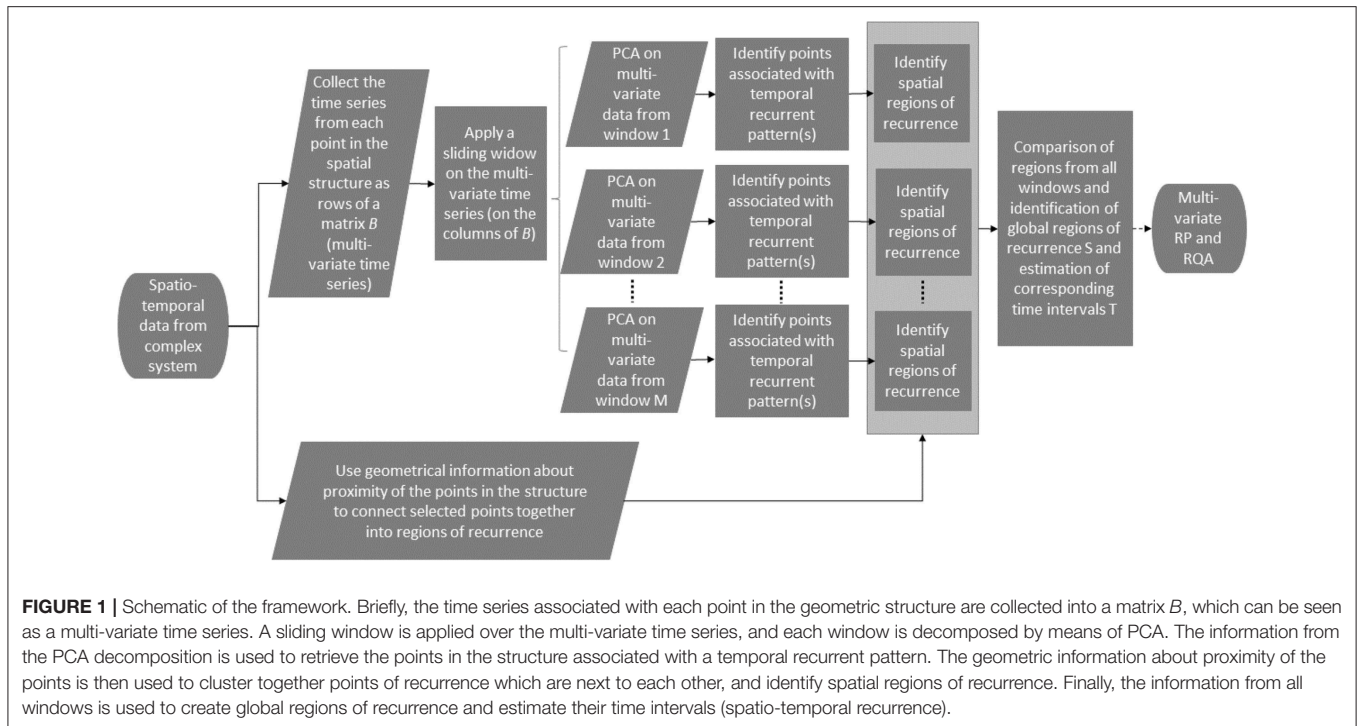 Spatio-
temporal
data from
complex
system
Collect the
time series
from each
point in the
spatial
structure as
rows of a
matrix B
(multi-
variate time
series)
Apply a
sliding widow
on the multi-
variate time
series (on the
columns of B)
PCA on
multi-
variate
data from
window 1
Identify points
associated with
temporal
recurrent
pattern(s)
Identify
spatial
regions of
recurrence
PCA on
multi-
variate
data from
window 2
Identify points
associated with
temporal
recurrent
pattern(s)
Identify
spatial
regions of
recurrence
PCA on
multi-
variate
data from
window M
Identify points
associated with
temporal
recurrent
pattern(s)
Identify
spatial
regions of
recurrence
Comparison of
regions from all
windows and
identification of
global regions of
recurrence S and
estimation of
corresponding
time intervals T
Multi-
variate
RP and
RQA
Use geometrical information about
proximity of the points in the structure
to connect selected points together
into regions of recurrence
FIGURE 1 | Schematic of the framework. Briefly, the time series associated with each point in the geometric structure are collected into a matrix B, which can be seen
as a multi-variate time series. A sliding window is applied over the multi-variate time series, and each window is decomposed by means of PCA. The information from
the PCA decomposition is used to retrieve the points in the structure associated with a temporal recurrent pattern. The geometric information about proximity of the
points is then used to cluster together points of recurrence which are next to each other, and identify spatial regions of recurrence. Finally, the information from all
windows is used to create global regions of recurrence and estimate their time intervals (spatio-temporal recurrence).